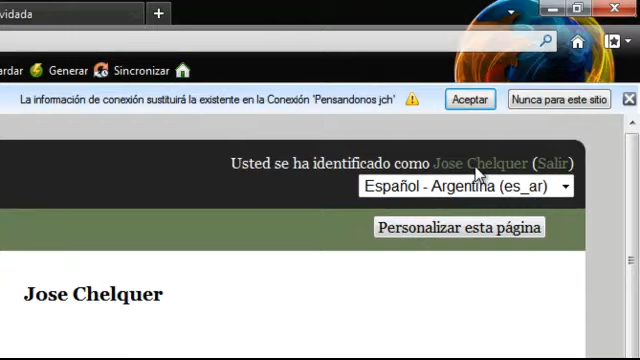 vidada
ardar Generar Sincronizar
La información de conexión sustituirá la existente en la Conexión 'Pensandonos jch' Aceptar Nunca para este sitio
Usted se ha identificado como Jose Chelquer (Salir)
Español - Argentina (es_ar)
Personalizar esta página
Jose Chelquer